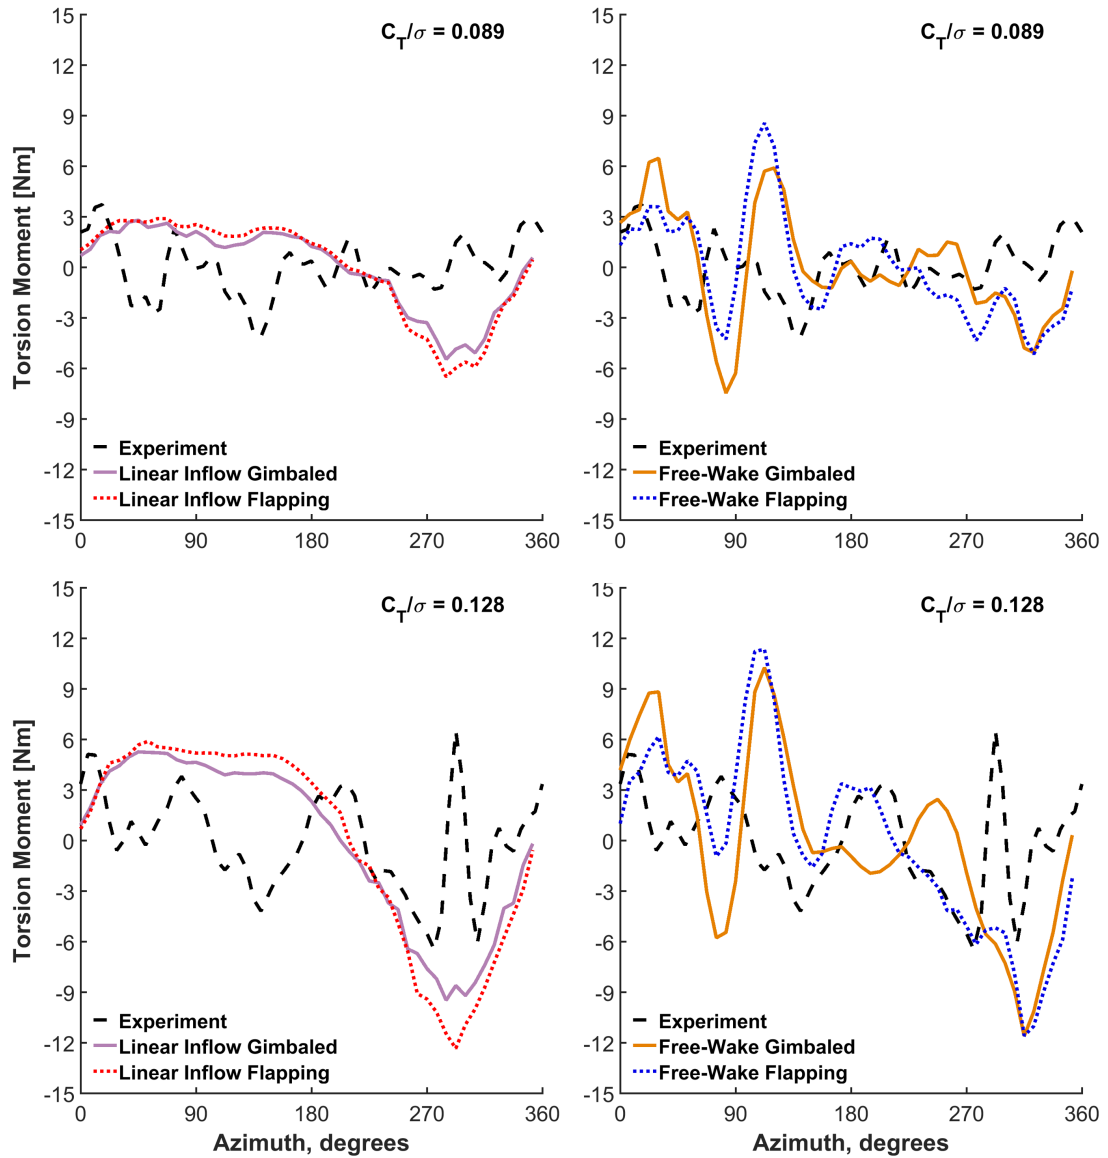 C_T/σ = 0.089
Torsion Moment [Nm]
15
12
9
6
3
0
-3
-6
-9
-12
-15
Experiment
Linear Inflow Gimbaled
Linear Inflow Flapping
0 90 180 270 360
C_T/σ = 0.089
15
12
9
6
3
0
-3
-6
-9
-12
-15
Experiment
Free-Wake Gimbaled
Free-Wake Flapping
0 90 180 270 360
C_T/σ = 0.128
Torsion Moment [Nm]
15
12
9
6
3
0
-3
-6
-9
-12
-15
Experiment
Linear Inflow Gimbaled
Linear Inflow Flapping
0 90 180 270 360
Azimuth, degrees
C_T/σ = 0.128
15
12
9
6
3
0
-3
-6
-9
-12
-15
Experiment
Free-Wake Gimbaled
Free-Wake Flapping
0 90 180 270 360
Azimuth, degrees